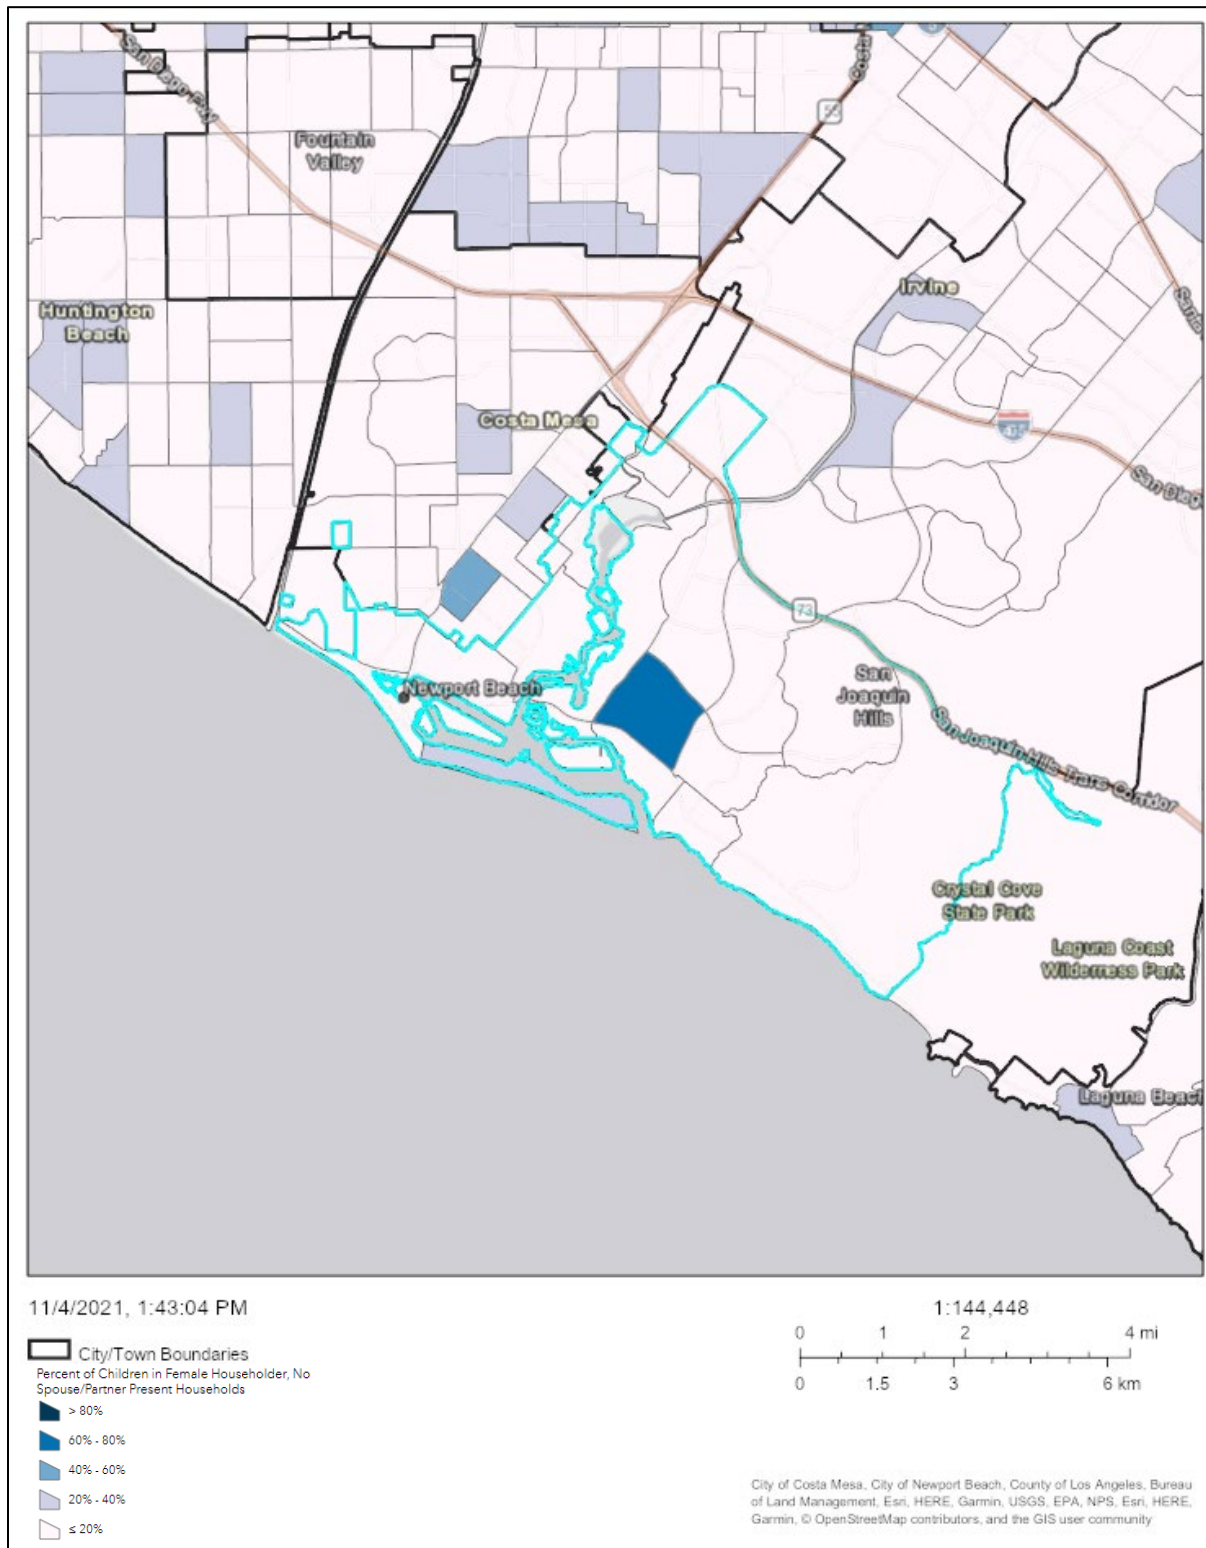 San Diego Fwy
Costa
55
Fountain
Valley
Irvine
Santa
Huntington
Beach
Costa Mesa
405
San Dieg
73
San
Joaquin
Hills
Newport Beach
San Joaquin Hills Trans Corridor
Crystal Cove
State Park
Laguna Coast
Wilderness Park
Laguna Beach
11/4/2021, 1:43:04 PM
1:144,448
0 1 2 4 mi
0 1.5 3 6 km
City/Town Boundaries
Percent of Children in Female Householder, No
Spouse/Partner Present Households
> 80%
60% - 80%
40% - 60%
20% - 40%
≤ 20%
City of Costa Mesa, City of Newport Beach, County of Los Angeles, Bureau
of Land Management, Esri, HERE, Garmin, USGS, EPA, NPS, Esri, HERE,
Garmin, © OpenStreetMap contributors, and the GIS user community